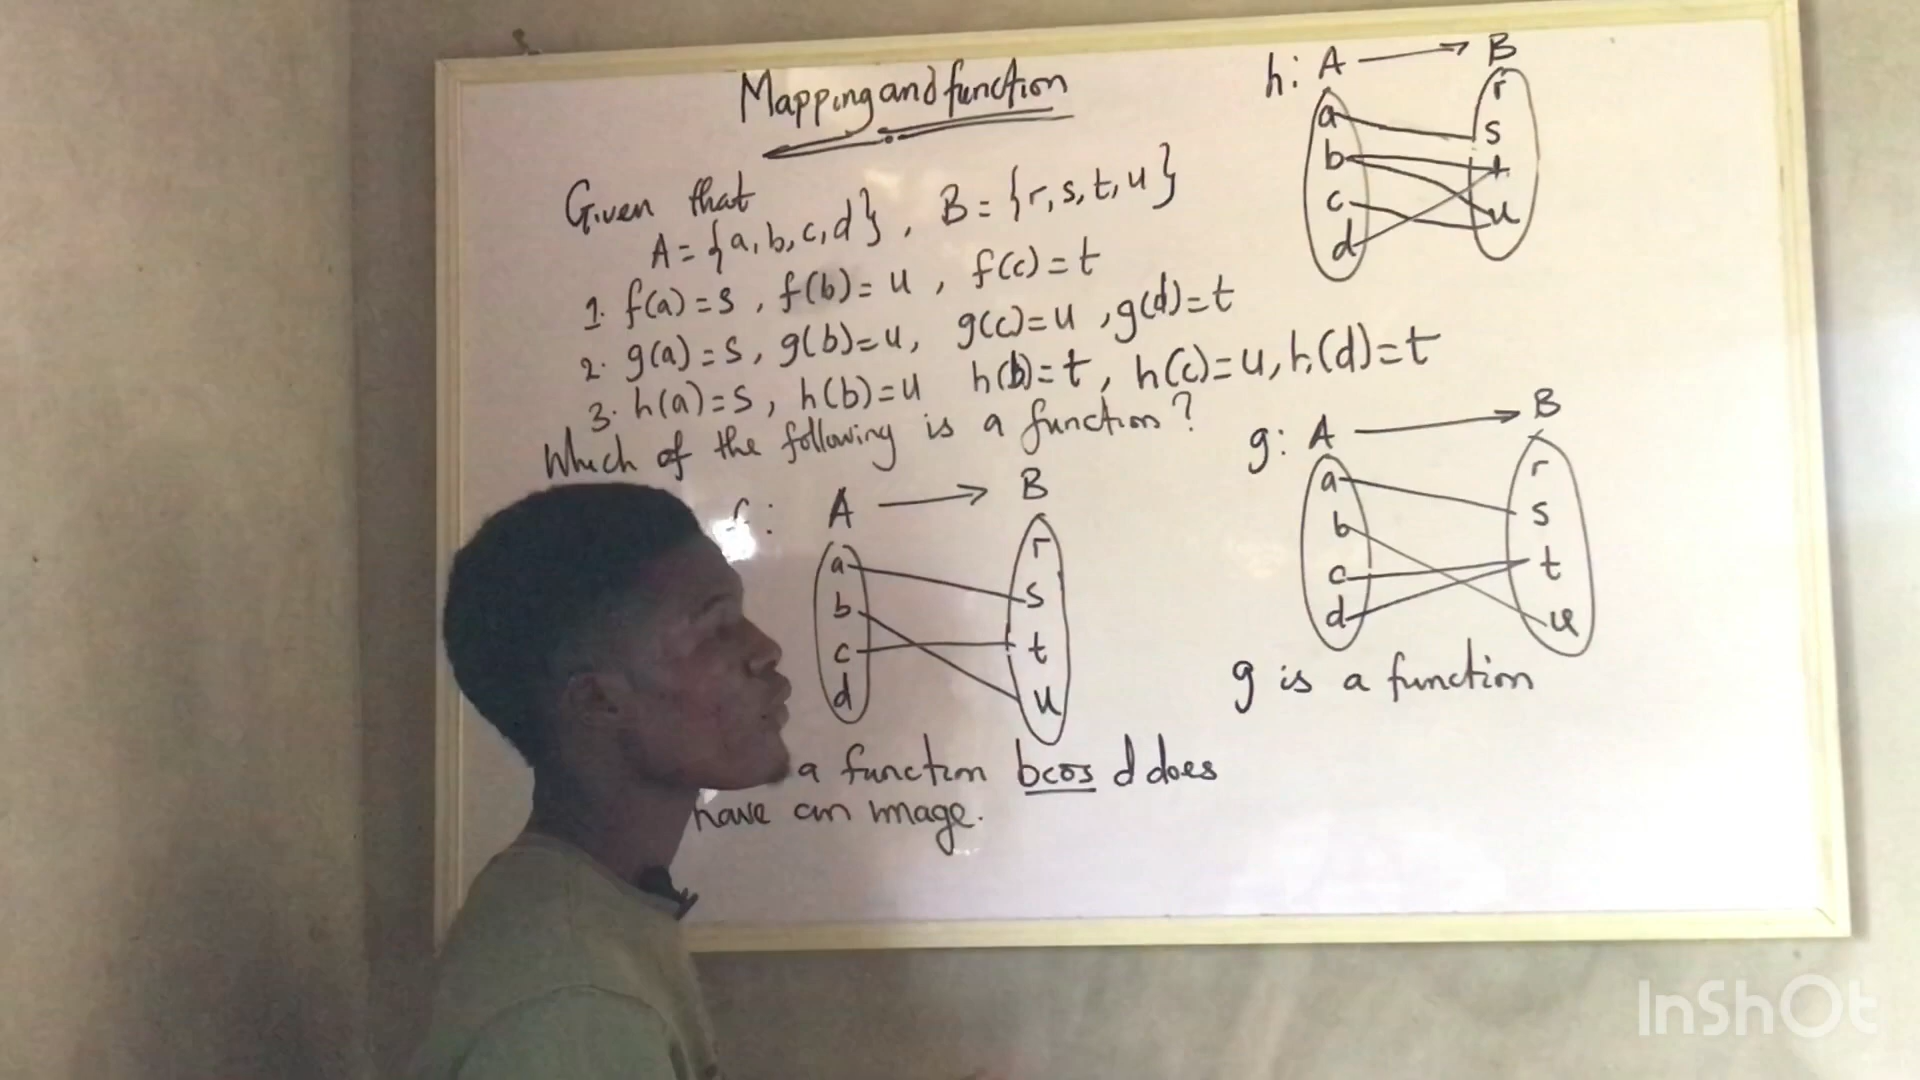 Mapping and function
Given that
A = {a, b, c, d}, B = {r, s, t, u}
1. f(a) = s, f(b) = u, f(c) = t
2. g(a) = s, g(b) = u, g(c) = u, g(d) = t
3. h(a) = s, h(b) = u h(b) = t, h(c) = u, h(d) = t
Which of the following is a function?
A → B
a
b
c
d
r
s
t
u
a function bcos d does
have an image.
h: A → B
a
b
c
d
r
s
t
u
g: A → B
a
b
c
d
r
s
t
u
g is a function
InShOt